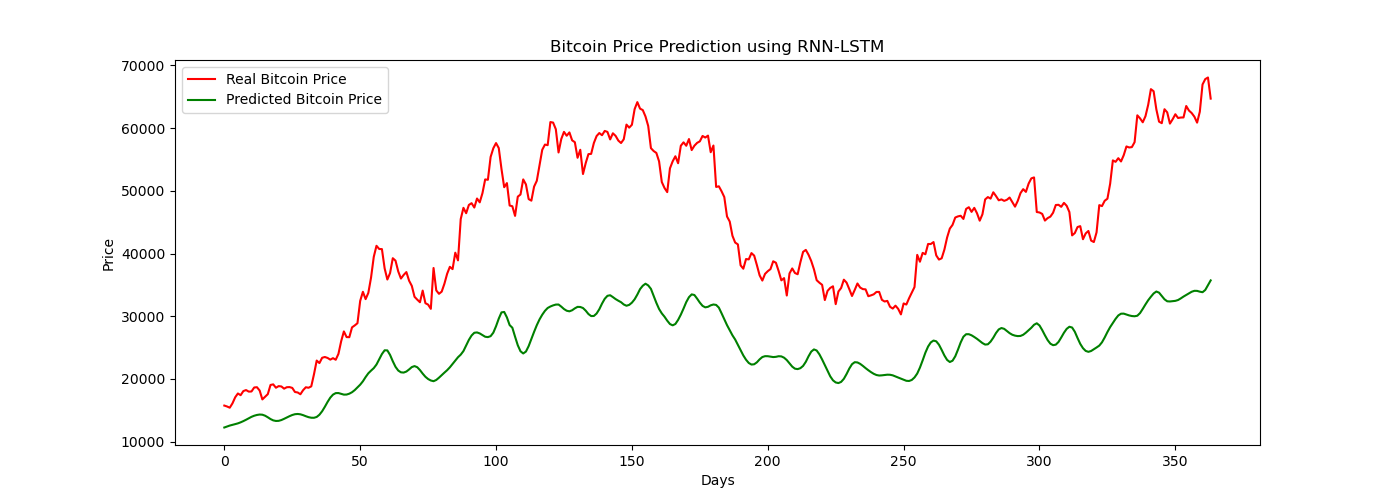 Bitcoin Price Prediction using RNN-LSTM
70000
60000
50000
40000
30000
20000
10000
Price
Real Bitcoin Price
Predicted Bitcoin Price
0 50 100 150 200 250 300 350
Days